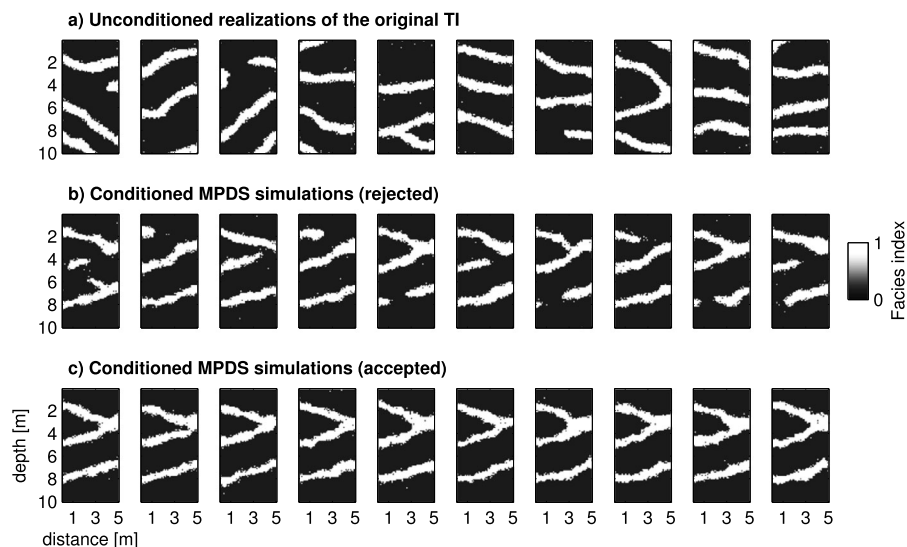 a) Unconditioned realizations of the original TI
2
4
6
8
10
b) Conditioned MPDS simulations (rejected)
2
4
6
8
10
1
0
Facies index
c) Conditioned MPDS simulations (accepted)
depth [m]
2
4
6
8
10
1 3 5 1 3 5 1 3 5 1 3 5 1 3 5 1 3 5 1 3 5 1 3 5 1 3 5 1 3 5
distance [m]